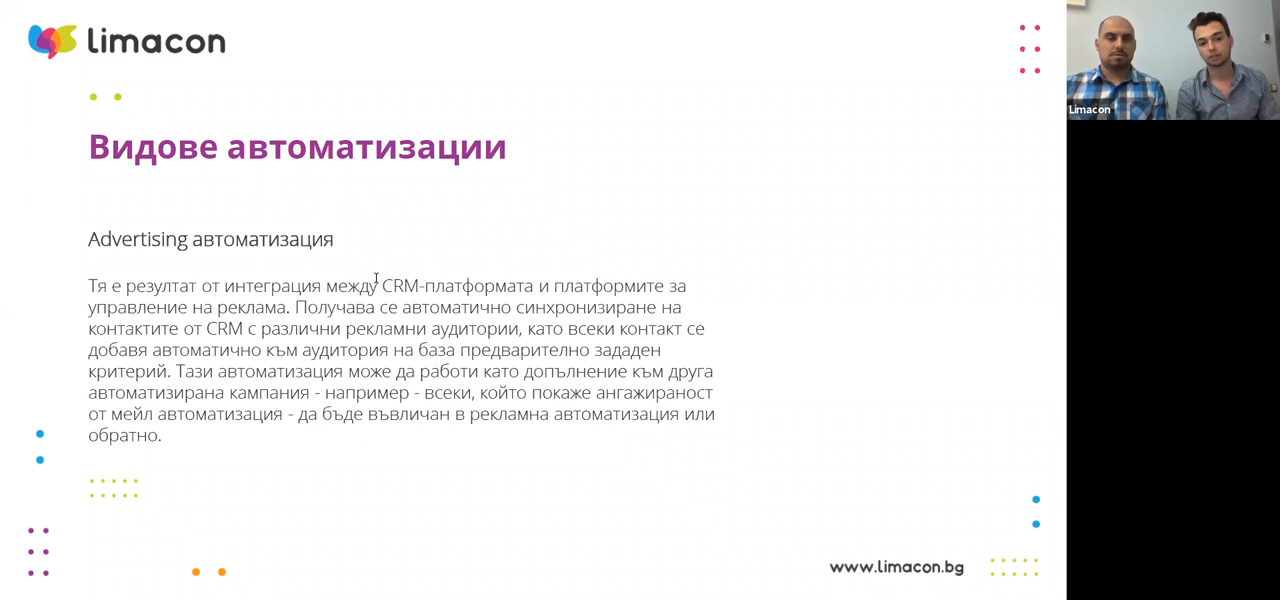 limacon
Limacon
Видове автоматизации
Advertising автоматизация
Тя е резултат от интеграция между CRM-платформата и платформите за
управление на реклама. Получава се автоматично синхронизиране на
контактите от CRM с различни рекламни аудитории, като всеки контакт се
добавя автоматично към аудитория на база предварително зададен
критерий. Тази автоматизация може да работи като допълнение към друга
автоматизирана кампания - например - всеки, който покаже ангажираност
от мейл автоматизация - да бъде въвличан в рекламна автоматизация или
обратно.
www.limacon.bg